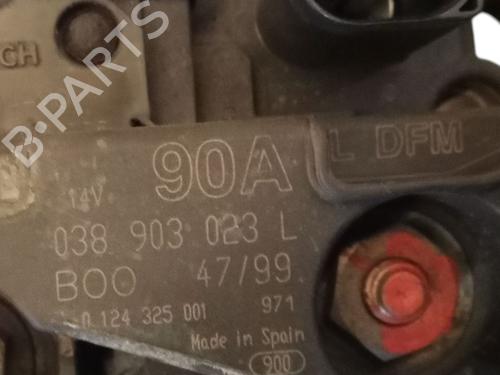 B-PARTS
CH
90A
L DFM
14V
038 903 023 L
BOO 47/99
0 124 325 001 971
Made in Spain
900